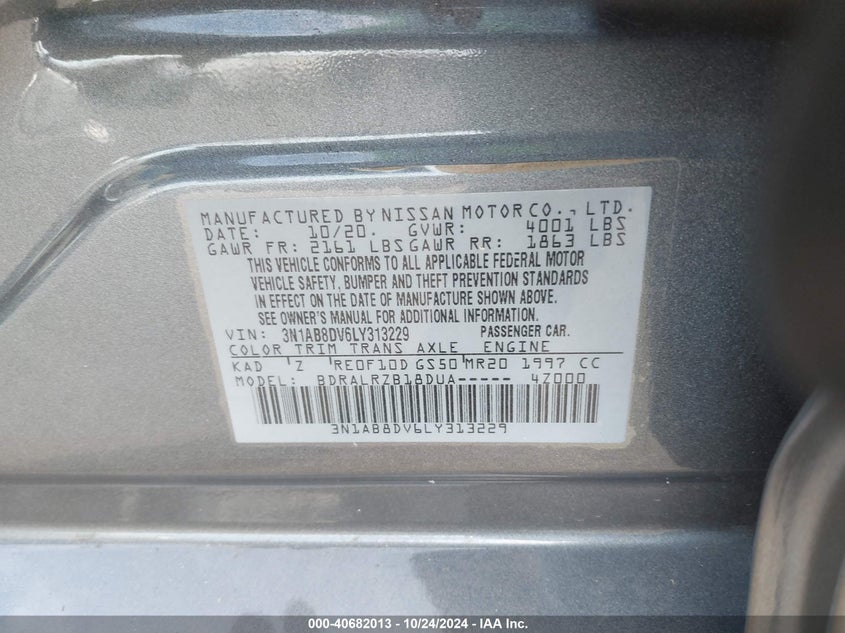 MANUFACTURED BY NISSAN MOTOR CO., LTD.
DATE: 10/20. GVWR: 4001 LBS
GAWR FR: 2161 LBS GAWR RR: 1863 LBS
THIS VEHICLE CONFORMS TO ALL APPLICABLE FEDERAL MOTOR
VEHICLE SAFETY, BUMPER AND THEFT PREVENTION STANDARDS
IN EFFECT ON THE DATE OF MANUFACTURE SHOWN ABOVE.
SEE OWNER'S MANUAL FOR ADDITIONAL INFORMATION.
VIN: 3N1AB8DV6LY313229 PASSENGER CAR.
COLOR TRIM TRANS AXLE ENGINE
KAD Z RE0F10D GS50 MR20 1997 CC
MODEL: BDRALRZB18DUA----- 4Z000
3N1AB8DV6LY313229
000-40682013 - 10/24/2024 - IAA Inc.